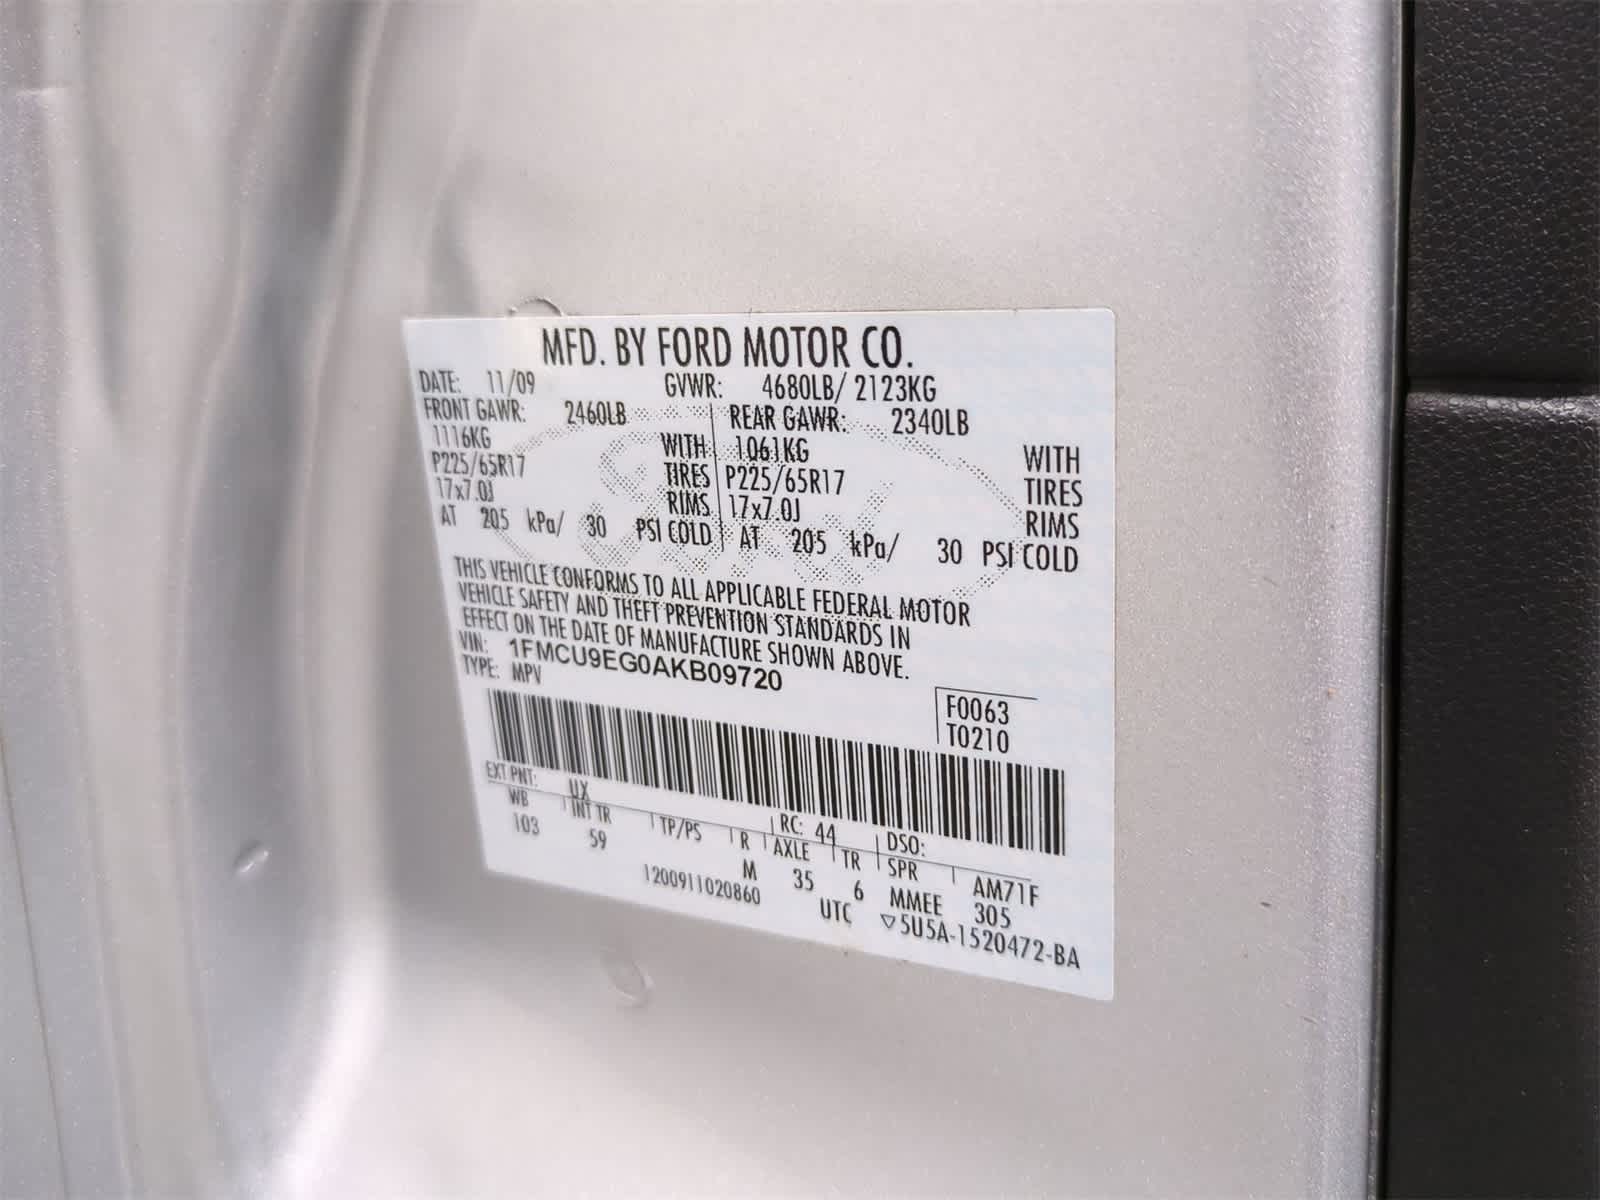 MFD. BY FORD MOTOR CO.
DATE: 11/09 GVWR: 4680LB/ 2123KG
FRONT GAWR: 2460LB REAR GAWR: 2340LB
1116KG WITH 1061KG WITH
P225/65R17 TIRES P225/65R17 TIRES
17x7.0J RIMS 17x7.0J RIMS
AT 205 kPa/ 30 PSI COLD AT 205 kPa/ 30 PSI COLD
THIS VEHICLE CONFORMS TO ALL APPLICABLE FEDERAL MOTOR
VEHICLE SAFETY AND THEFT PREVENTION STANDARDS IN
EFFECT ON THE DATE OF MANUFACTURE SHOWN ABOVE.
VIN: 1FMCU9EG0AKB09720
TYPE: MPV
F0063
T0210
EXT PNT: UX RC: 44 DSO:
WB INT TR TP/PS R AXLE TR SPR AM71F
103 59 M 35 6 MMEE 305
1200911020860 UTC ▽5U5A-1520472-BA